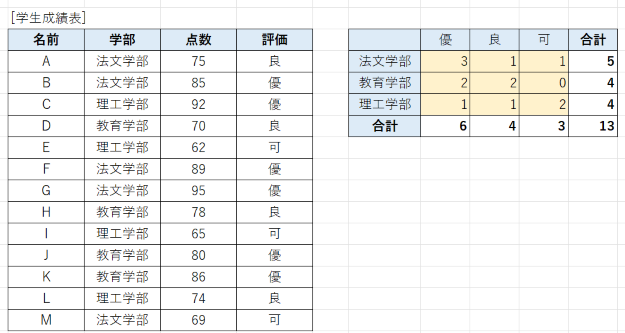 [学生成績表]
名前 学部 点数 評価
A 法文学部 75 良
B 法文学部 85 優
C 理工学部 92 優
D 教育学部 70 良
E 理工学部 62 可
F 法文学部 89 優
G 法文学部 95 優
H 教育学部 78 良
I 理工学部 65 可
J 教育学部 80 優
K 教育学部 86 優
L 理工学部 74 良
M 法文学部 69 可
優 良 可 合計
法文学部 3 1 1 5
教育学部 2 2 0 4
理工学部 1 1 2 4
合計 6 4 3 13